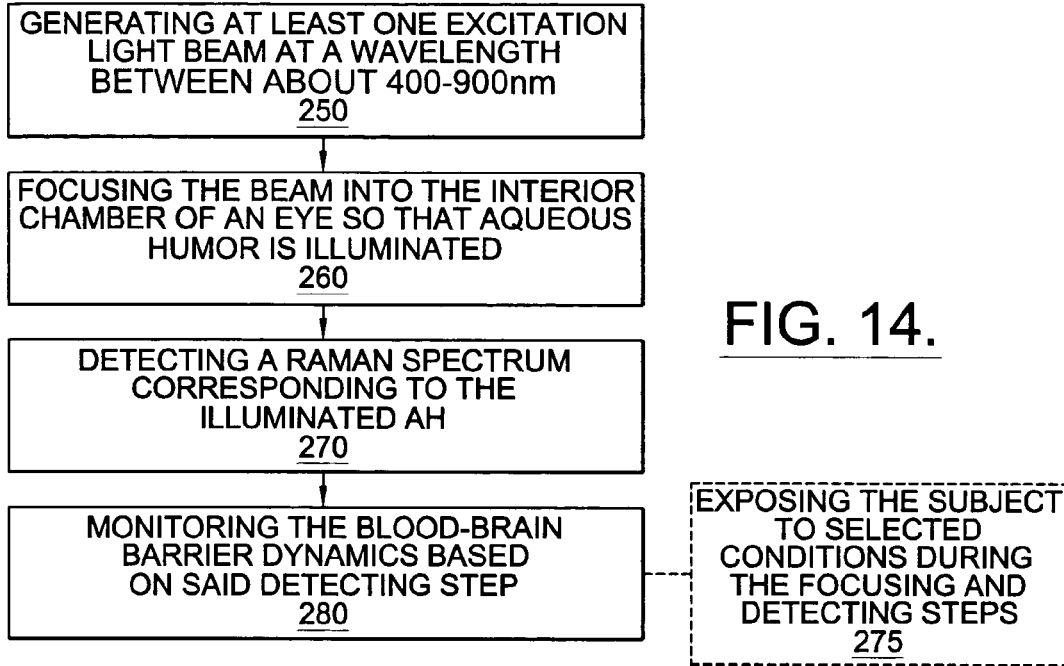 GENERATING AT LEAST ONE EXCITATION
LIGHT BEAM AT A WAVELENGTH
BETWEEN ABOUT 400-900nm
250
FOCUSING THE BEAM INTO THE INTERIOR
CHAMBER OF AN EYE SO THAT AQUEOUS
HUMOR IS ILLUMINATED
260
FIG. 14.
DETECTING A RAMAN SPECTRUM
CORRESPONDING TO THE
ILLUMINATED AH
270
MONITORING THE BLOOD-BRAIN
BARRIER DYNAMICS BASED
ON SAID DETECTING STEP
280
EXPOSING THE SUBJECT
TO SELECTED
CONDITIONS DURING
THE FOCUSING AND
DETECTING STEPS
275